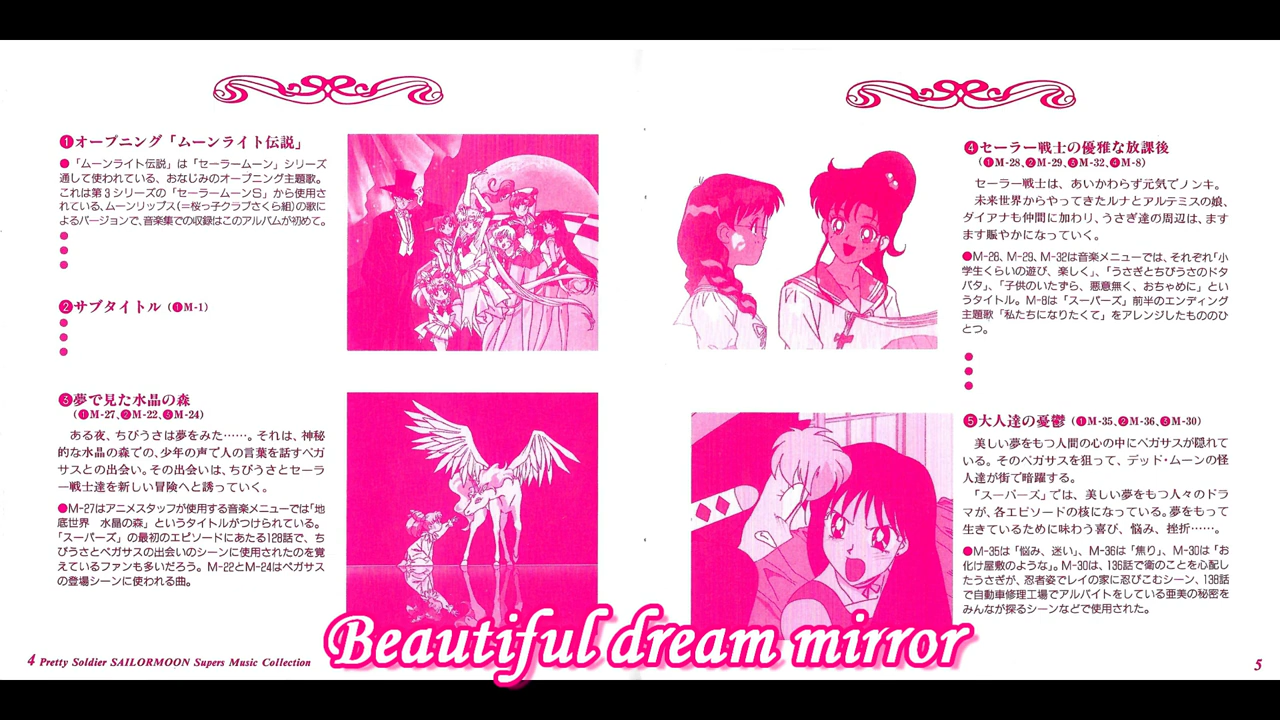 ❶オープニング「ムーンライト伝説」
●「ムーンライト伝説」は「セーラームーン」シリーズ
通して使われている、おなじみのオープニング主題歌。
これは第3シリーズの「セーラームーンS」から使用さ
れている、ムーンリップス(=桜っ子クラブさくら組)の歌に
よるバージョンで、音楽集での収録はこのアルバムが初めて。
❷サブタイトル(❶M-1)
❸夢で見た水晶の森
(❶M-27、❷M-22、❸M-24)
ある夜、ちびうさは夢をみた……。それは、神秘
的な水晶の森での、少年の声で人の言葉を話すペガ
サスとの出会い。その出会いは、ちびうさとセーラ
ー戦士達を新しい冒険へと誘っていく。
●M-27はアニメスタッフが使用する音楽メニューでは「地
底世界 水晶の森」というタイトルがつけられている。
「スーパーズ」の最初のエピソードにあたる128話で、ち
びうさとペガサスの出会いのシーンに使用されたのを覚
えているファンも多いだろう。M-22とM-24はペガサス
の登場シーンに使われる曲。
4 Pretty Soldier SAILORMOON Supers Music Collection
❹セーラー戦士の優雅な放課後
(❶M-28、❷M-29、❸M-32、❹M-8)
セーラー戦士は、あいかわらず元気でノンキ。
未来世界からやってきたルナとアルテミスの娘、
ダイアナも仲間に加わり、うさぎ達の周辺は、ます
ます賑やかになっていく。
●M-28、M-29、M-32は音楽メニューでは、それぞれ「小
学生くらいの遊び、楽しく」、「うさぎとちびうさのドタ
バタ」、「子供のいたずら、悪意無く、おちゃめに」とい
うタイトル。M-8は「スーパーズ」前半のエンディング
主題歌「私たちになりたくて」をアレンジしたもののひ
とつ。
❺大人達の憂鬱(❶M-35、❷M-36、❸M-30)
美しい夢をもつ人間の心の中にペガサスが隠れて
いる。そのペガサスを狙って、デッド・ムーンの怪
人達が街で暗躍する。
「スーパーズ」では、美しい夢をもつ人々のドラ
マが、各エピソードの核になっている。夢をもって
生きているために味わう喜び、悩み、挫折……。
●M-35は「悩み、迷い」、M-36は「焦り」、M-30は「お
化け屋敷のような」。M-30は、136話で衛のことを心配し
たうさぎが、忍者姿でレイの家にしびこむシーン、138話
で自動車修理工場でアルバイトをしている亜美の秘密を
みんなが探るシーンなどで使用された。
5
Beautiful dream mirror